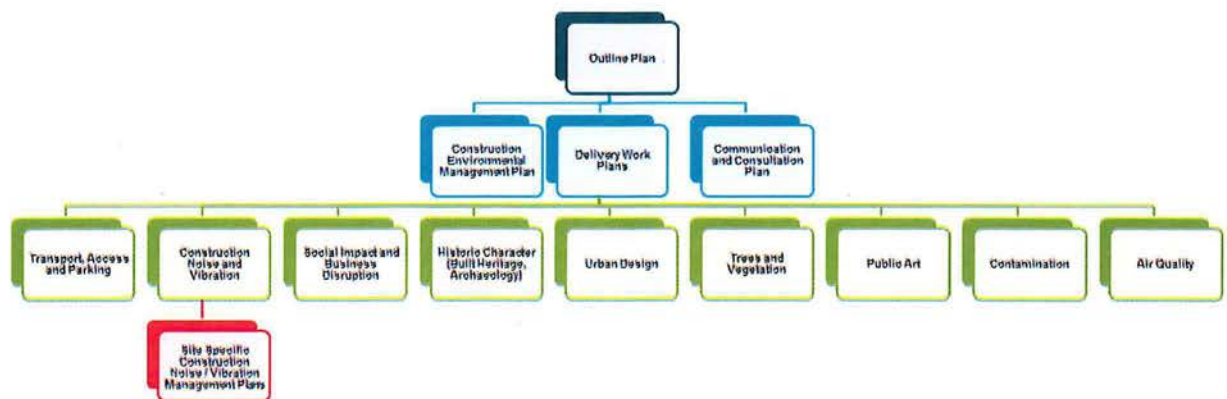 Outline Plan
Construction
Environmental
Management Plan
Delivery Work
Plans
Communication
and Consultation
Plan
Transport, Access
and Parking
Construction
Noise and
Vibration
Social Impact and
Business
Disruption
Historic Character
(Built Heritage,
Archaeology)
Urban Design
Trees and
Vegetation
Public Art
Contamination
Air Quality
Site Specific
Construction
Noise / Vibration
Management Plans